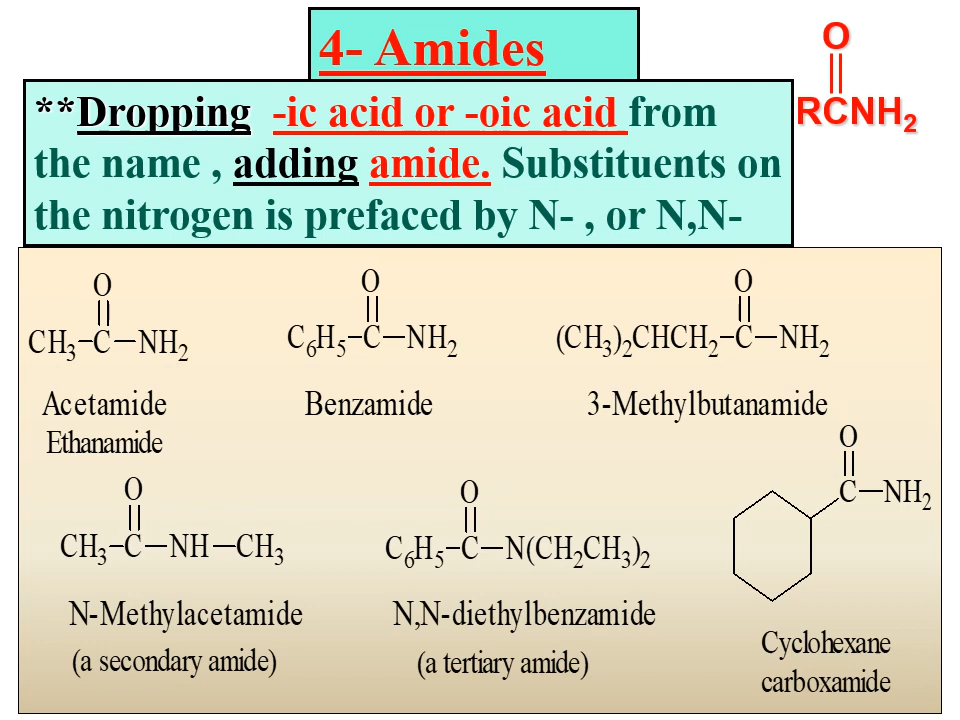 4- Amides
O
RCNH₂
**Dropping -ic acid or -oic acid from
the name , adding amide. Substituents on
the nitrogen is prefaced by N- , or N,N-
O O O
CH₃–C–NH₂ C₆H₅–C–NH₂ (CH₃)₂CHCH₂–C–NH₂
Acetamide Benzamide 3-Methylbutanamide
Ethanamide
O O O
C–NH₂
CH₃–C–NH–CH₃ C₆H₅–C–N(CH₂CH₃)₂
N-Methylacetamide N,N-diethylbenzamide
(a secondary amide) (a tertiary amide)
Cyclohexane
carboxamide